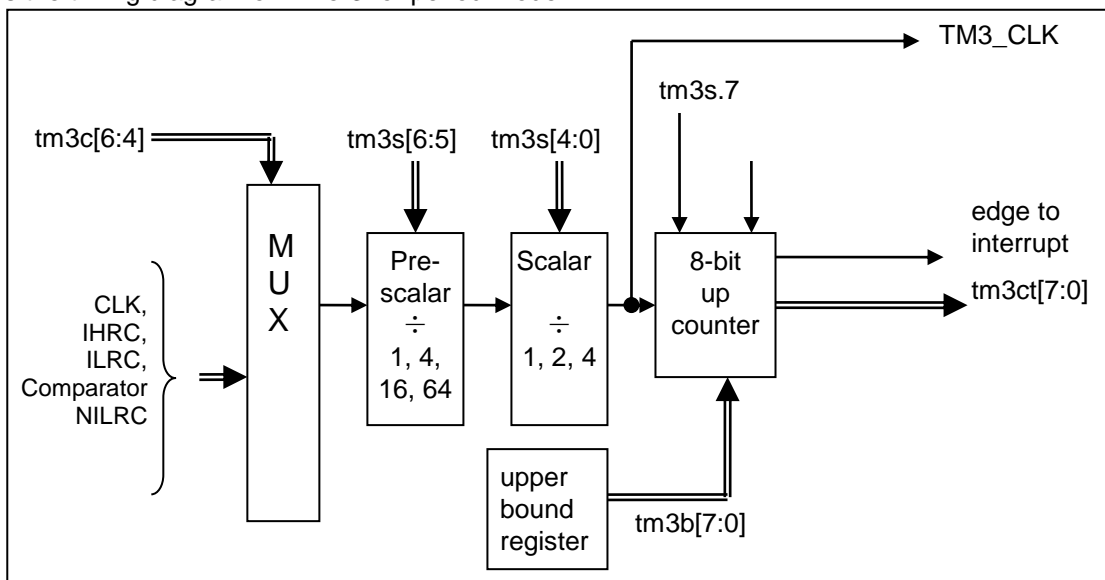 TM3_CLK
tm3s.7
tm3c[6:4]
tm3s[6:5]
tm3s[4:0]
M
U
X
Pre-
scalar
÷
1, 4,
16, 64
Scalar
÷
1, 2, 4
8-bit
up
counter
edge to
interrupt
tm3ct[7:0]
CLK,
IHRC,
ILRC,
Comparator
NILRC
upper
bound
register
tm3b[7:0]